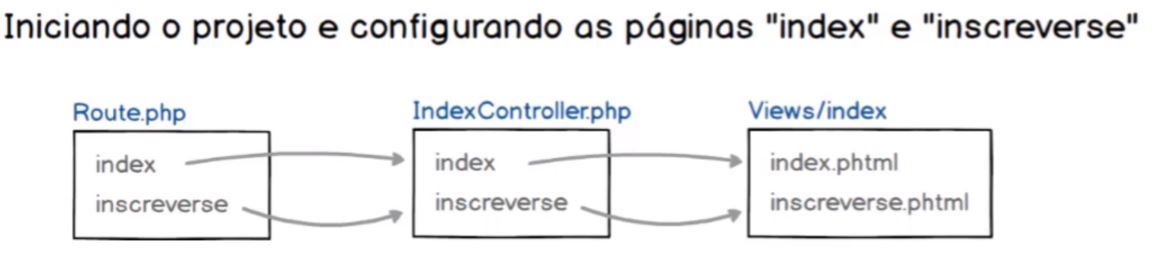 Iniciando o projeto e configurando as páginas "index" e "inscreverse"
Route.php
index
inscreverse
IndexController.php
index
inscreverse
Views/index
index.phtml
inscreverse.phtml